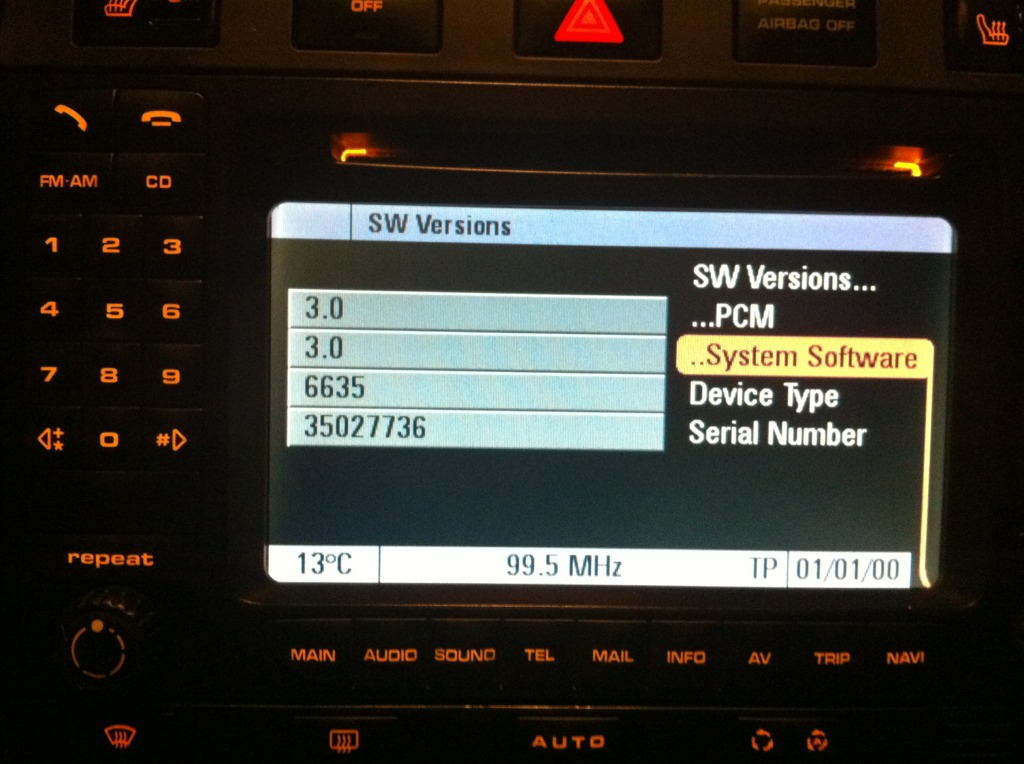 OFF
PASSENGER
AIRBAG OFF
FM·AM CD
1 2 3
4 5 6
7 8 9
* 0 #
repeat
SW Versions
SW Versions...
3.0 ...PCM
3.0 ..System Software
6635 Device Type
35027736 Serial Number
13°C 99.5 MHz TP 01/01/00
MAIN AUDIO SOUND TEL MAIL INFO AV TRIP NAVI
AUTO